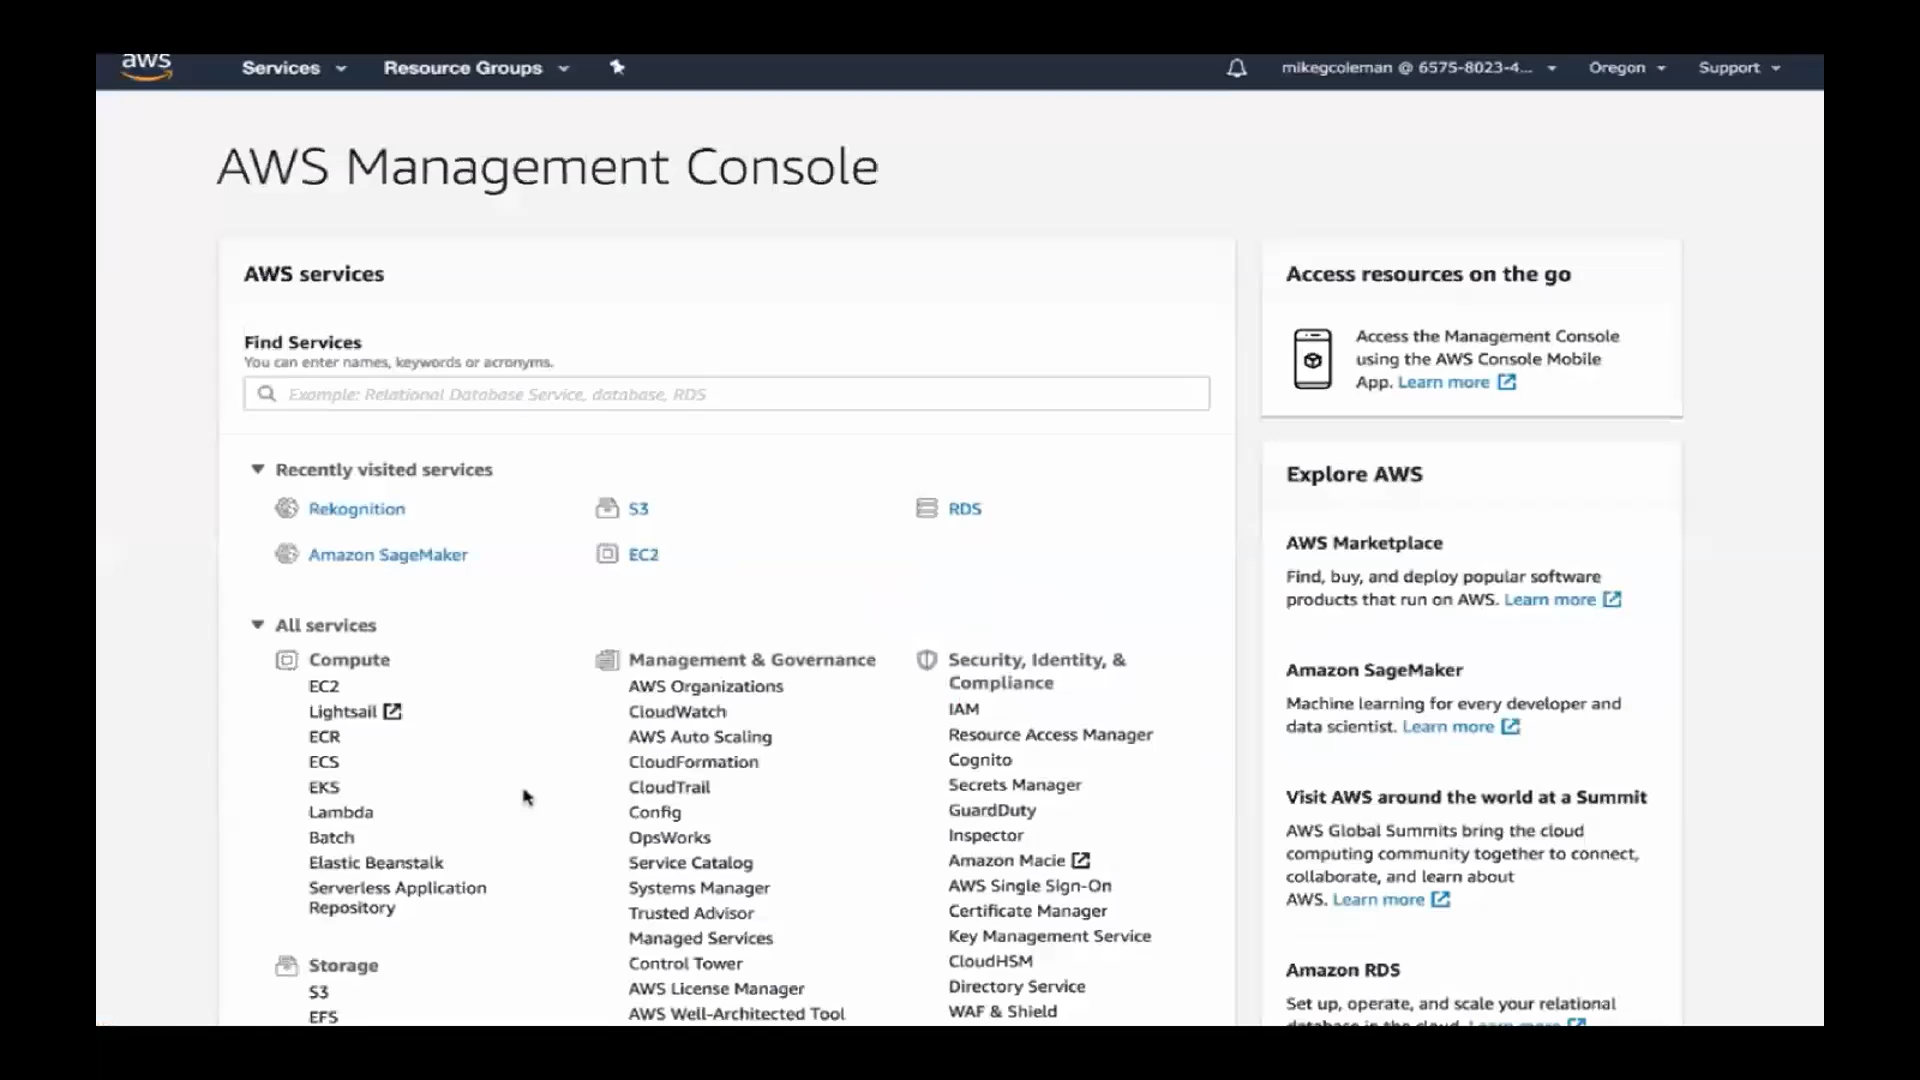 aws
Services
Resource Groups
mikegcoleman @ 6575-8023-4...
Oregon
Support
AWS Management Console
AWS services
Find Services
You can enter names, keywords or acronyms.
Example: Relational Database Service, database, RDS
Recently visited services
Rekognition
S3
RDS
Amazon SageMaker
EC2
All services
Compute
EC2
Lightsail
ECR
ECS
EKS
Lambda
Batch
Elastic Beanstalk
Serverless Application
Repository
Storage
S3
EFS
Management & Governance
AWS Organizations
CloudWatch
AWS Auto Scaling
CloudFormation
CloudTrail
Config
OpsWorks
Service Catalog
Systems Manager
Trusted Advisor
Managed Services
Control Tower
AWS License Manager
AWS Well-Architected Tool
Security, Identity, &
Compliance
IAM
Resource Access Manager
Cognito
Secrets Manager
GuardDuty
Inspector
Amazon Macie
AWS Single Sign-On
Certificate Manager
Key Management Service
CloudHSM
Directory Service
WAF & Shield
Access resources on the go
Access the Management Console
using the AWS Console Mobile
App. Learn more
Explore AWS
AWS Marketplace
Find, buy, and deploy popular software
products that run on AWS. Learn more
Amazon SageMaker
Machine learning for every developer and
data scientist. Learn more
Visit AWS around the world at a Summit
AWS Global Summits bring the cloud
computing community together to connect,
collaborate, and learn about
AWS. Learn more
Amazon RDS
Set up, operate, and scale your relational
database in the cloud. Learn more